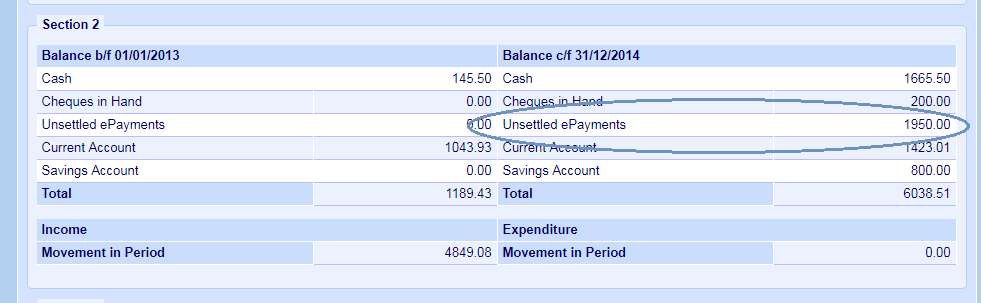 Section 2
Balance b/f 01/01/2013 Balance c/f 31/12/2014
Cash 145.50 Cash 1665.50
Cheques in Hand 0.00 Cheques in Hand 200.00
Unsettled ePayments 0.00 Unsettled ePayments 1950.00
Current Account 1043.93 Current Account 1423.01
Savings Account 0.00 Savings Account 800.00
Total 1189.43 Total 6038.51
Income Expenditure
Movement in Period 4849.08 Movement in Period 0.00